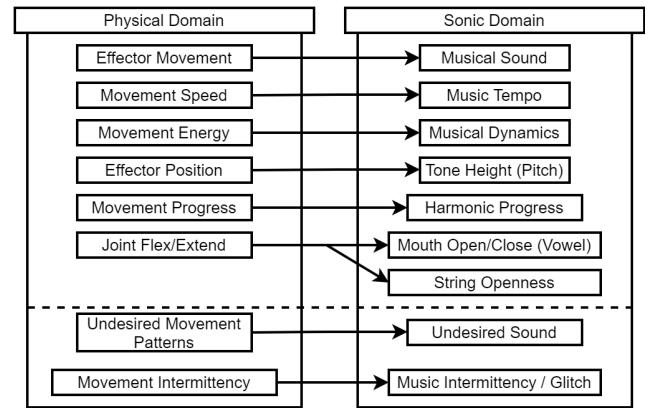 Physical Domain
Sonic Domain
Effector Movement
Musical Sound
Movement Speed
Music Tempo
Movement Energy
Musical Dynamics
Effector Position
Tone Height (Pitch)
Movement Progress
Harmonic Progress
Joint Flex/Extend
Mouth Open/Close (Vowel)
String Openness
Undesired Movement
Patterns
Undesired Sound
Movement Intermittency
Music Intermittency / Glitch